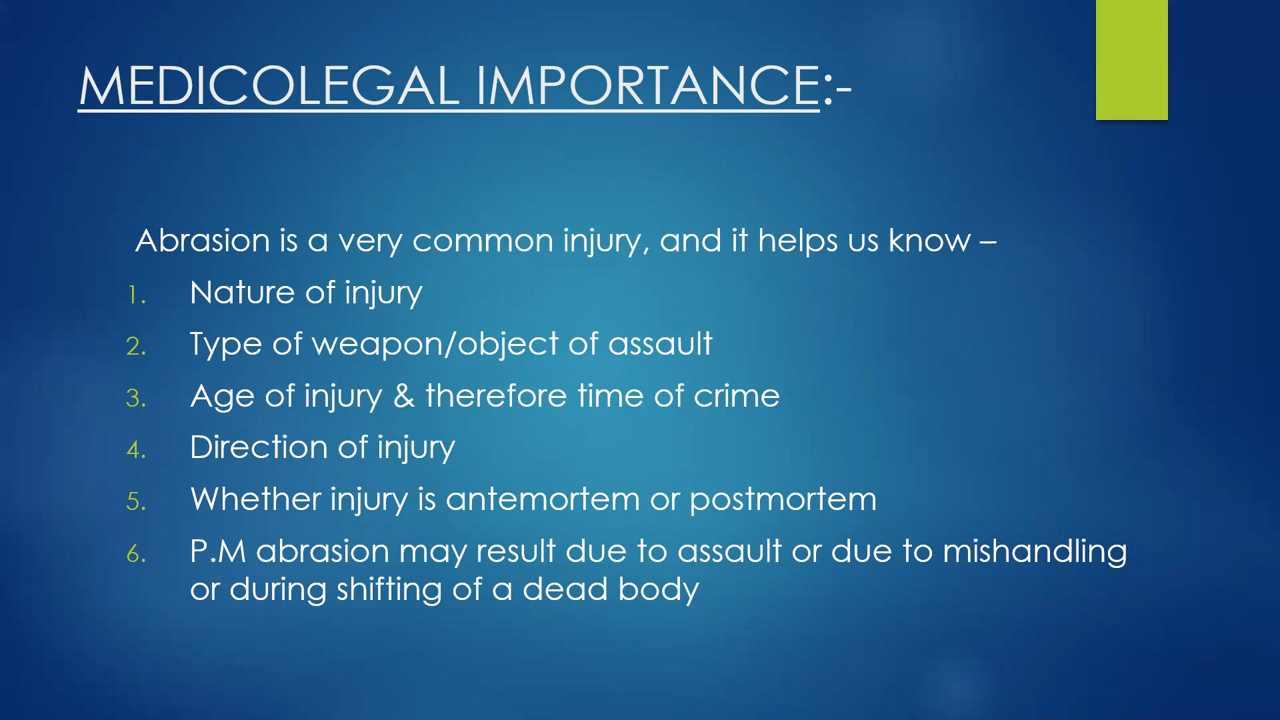 MEDICOLEGAL IMPORTANCE:-
Abrasion is a very common injury, and it helps us know –
1. Nature of injury
2. Type of weapon/object of assault
3. Age of injury & therefore time of crime
4. Direction of injury
5. Whether injury is antemortem or postmortem
6. P.M abrasion may result due to assault or due to mishandling
or during shifting of a dead body